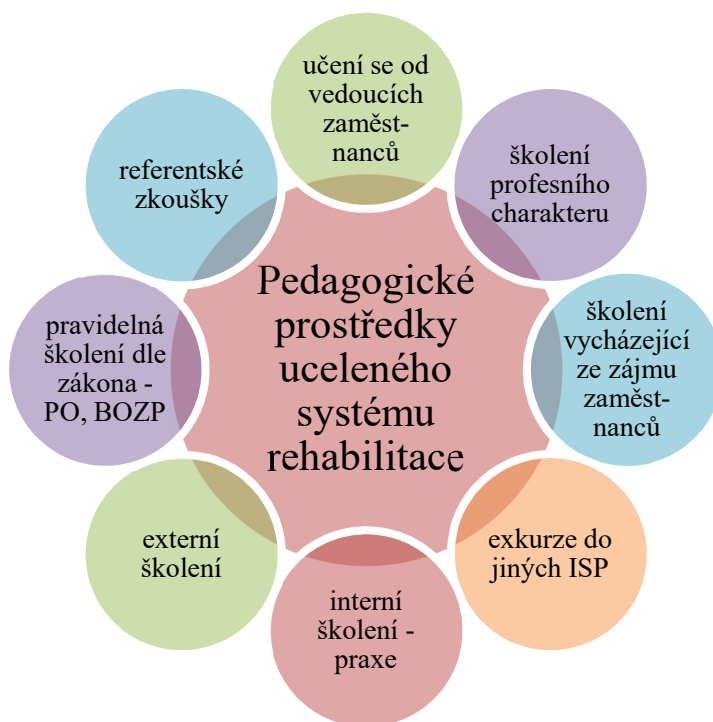 učení se od
vedoucích
zaměst-
nanců
školení
profesního
charakteru
školení
vycházející
ze zájmu
zaměst-
nanců
exkurze do
jiných ISP
interní
školení -
praxe
externí
školení
pravidelná
školení dle
zákona -
PO, BOZP
referentské
zkoušky
Pedagogické
prostředky
uceleného
systému
rehabilitace